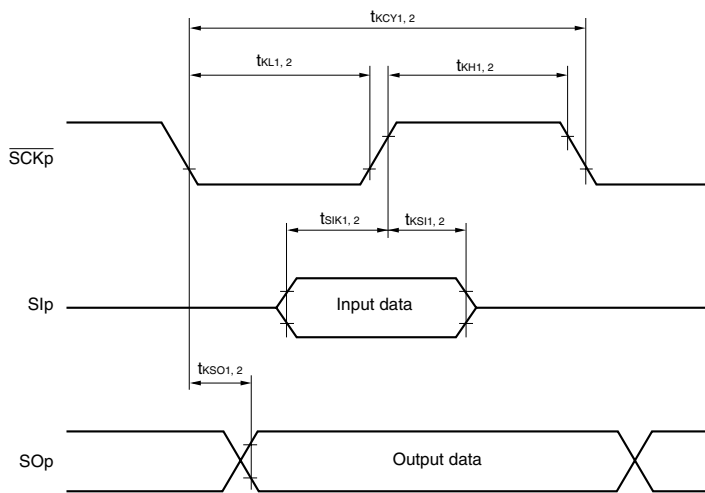 tKCY1, 2
tKL1, 2
tKH1, 2
SCKp
tSIK1, 2
tKSI1, 2
SIp
Input data
tKSO1, 2
SOp
Output data